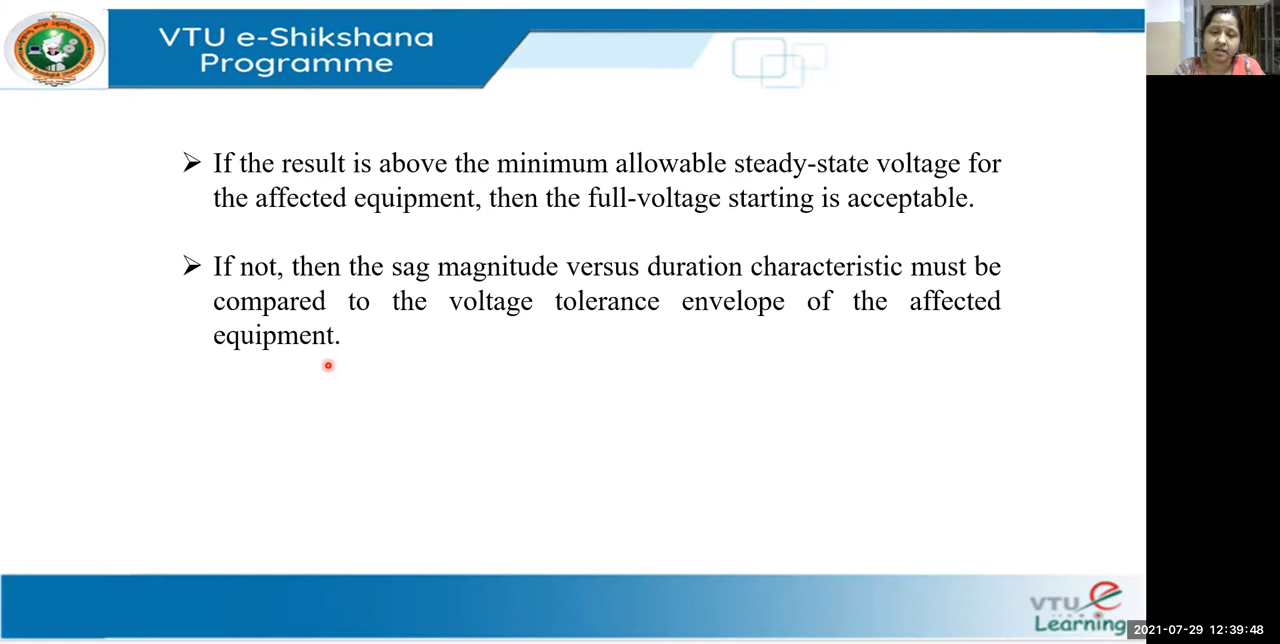 VTU e-Shikshana
Programme
➢ If the result is above the minimum allowable steady-state voltage for
the affected equipment, then the full-voltage starting is acceptable.
➢ If not, then the sag magnitude versus duration characteristic must be
compared to the voltage tolerance envelope of the affected
equipment.
VTU e
Learning
2021-07-29 12:39:48